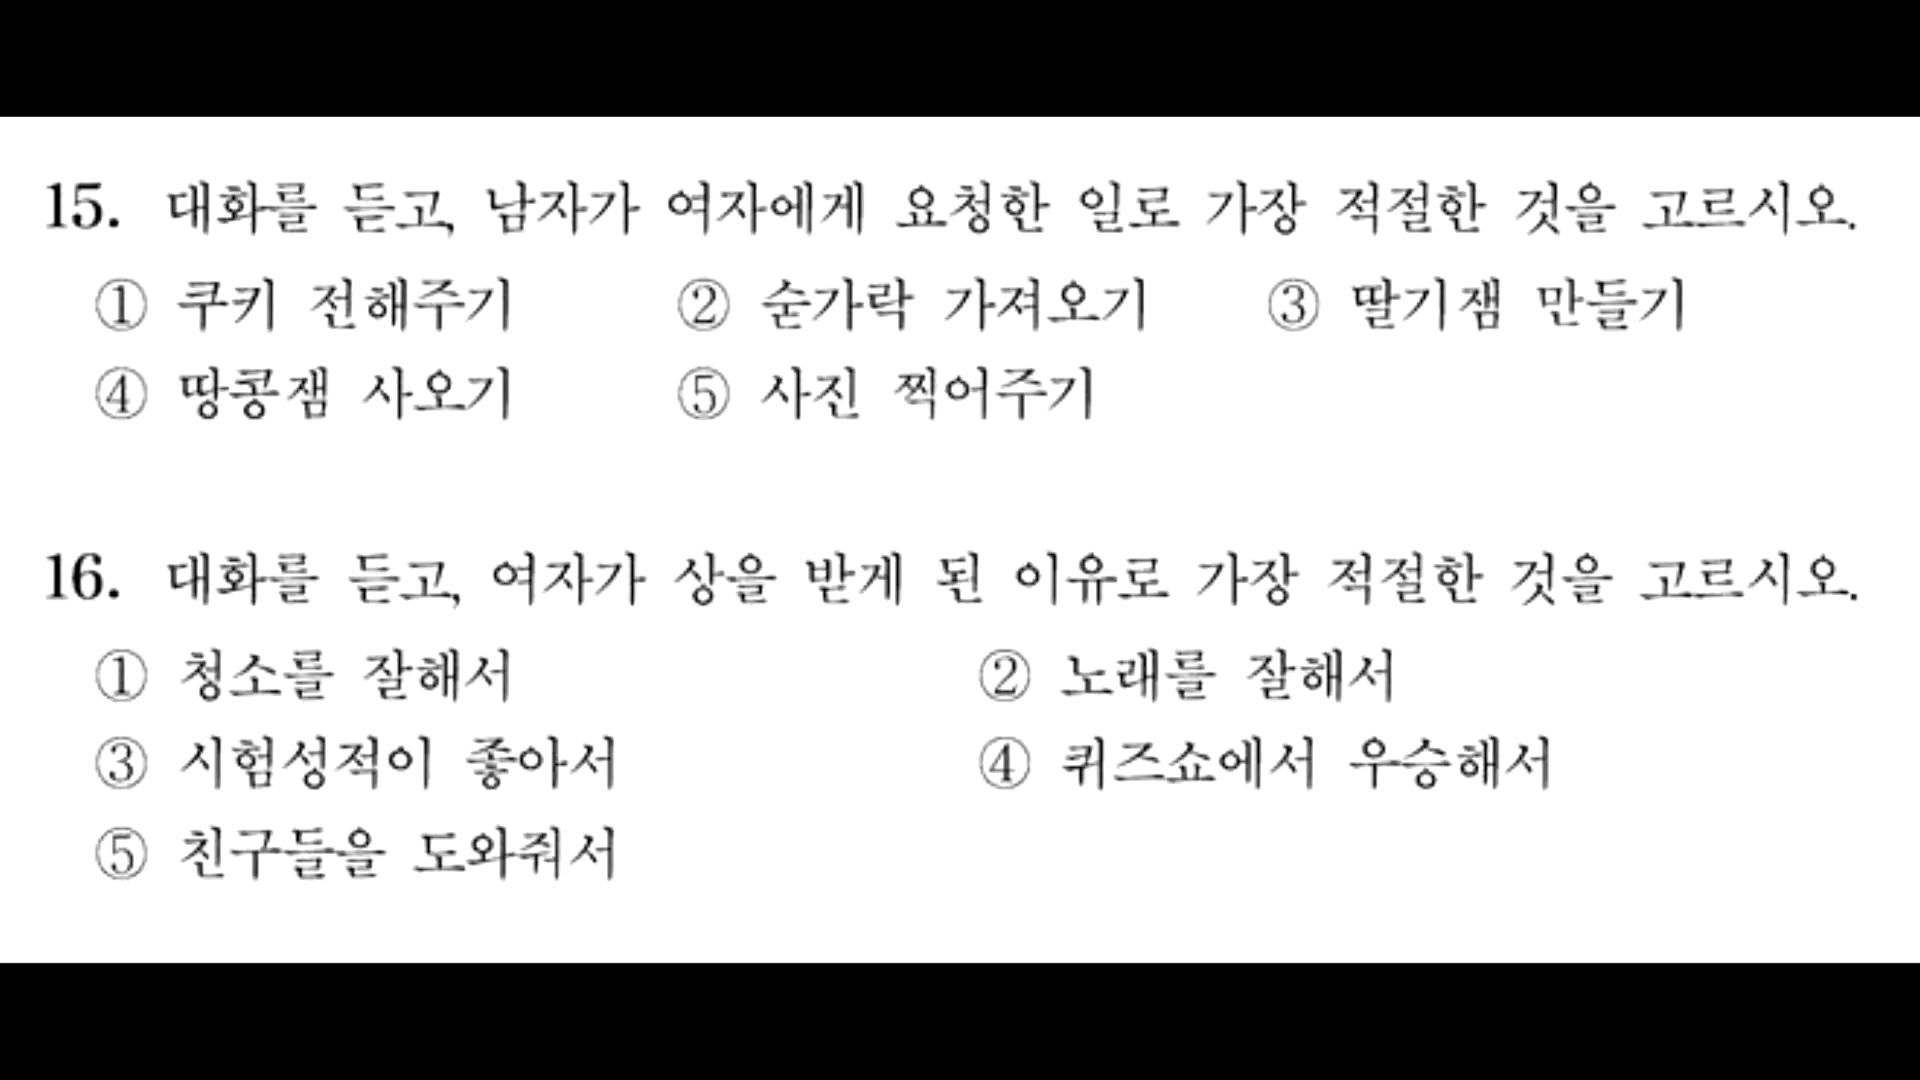 15. 대화를 듣고, 남자가 여자에게 요청한 일로 가장 적절한 것을 고르시오.
① 쿠키 전해주기 ② 숟가락 가져오기 ③ 딸기잼 만들기
④ 땅콩잼 사오기 ⑤ 사진 찍어주기
16. 대화를 듣고, 여자가 상을 받게 된 이유로 가장 적절한 것을 고르시오.
① 청소를 잘해서 ② 노래를 잘해서
③ 시험성적이 좋아서 ④ 퀴즈쇼에서 우승해서
⑤ 친구들을 도와줘서